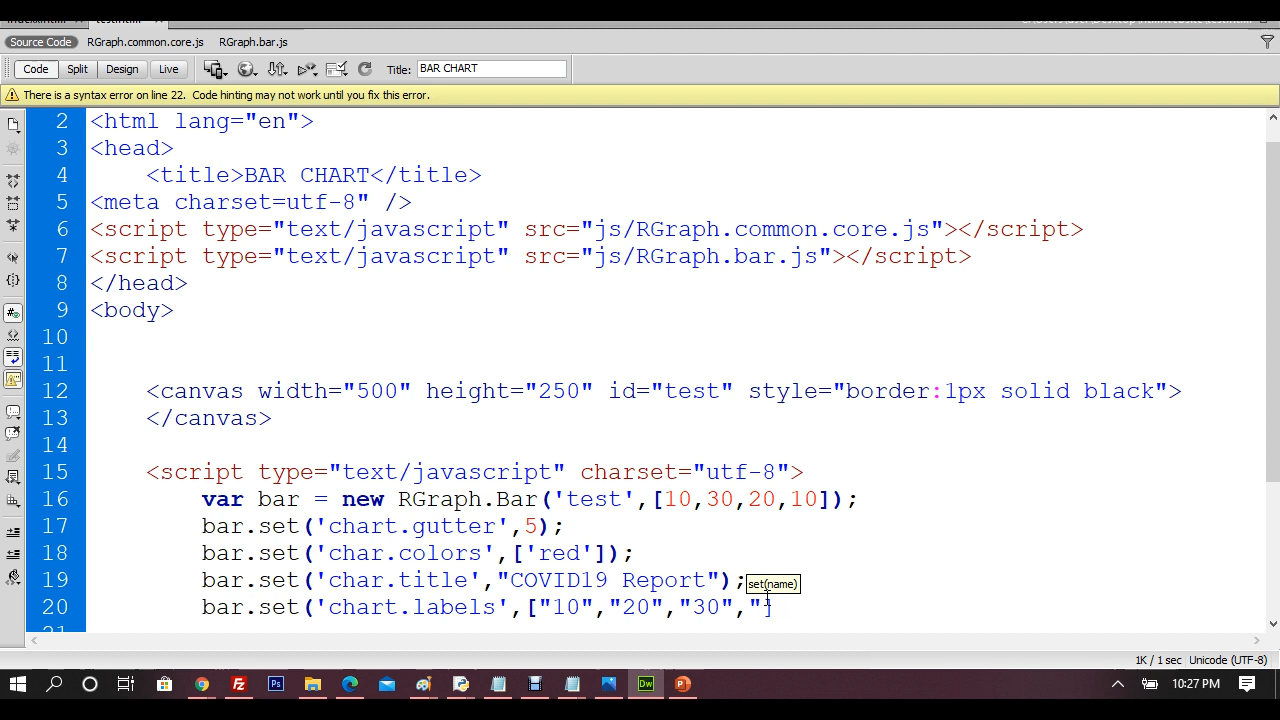 Source Code RGraph.common.core.js RGraph.bar.js
Code Split Design Live Title: BAR CHART
There is a syntax error on line 22. Code hinting may not work until you fix this error.
2 <html lang="en">
3 <head>
4 <title>BAR CHART</title>
5 <meta charset=utf-8" />
6 <script type="text/javascript" src="js/RGraph.common.core.js"></script>
7 <script type="text/javascript" src="js/RGraph.bar.js"></script>
8 </head>
9 <body>
10
11
12 <canvas width="500" height="250" id="test" style="border:1px solid black">
13 </canvas>
14
15 <script type="text/javascript" charset="utf-8">
16 var bar = new RGraph.Bar('test',[10,30,20,10]);
17 bar.set('chart.gutter',5);
18 bar.set('char.colors',['red']);
19 bar.set('char.title',"COVID19 Report");
set(name)
20 bar.set('chart.labels',["10","20","30","]
21
1K / 1 sec Unicode (UTF-8)
10:27 PM